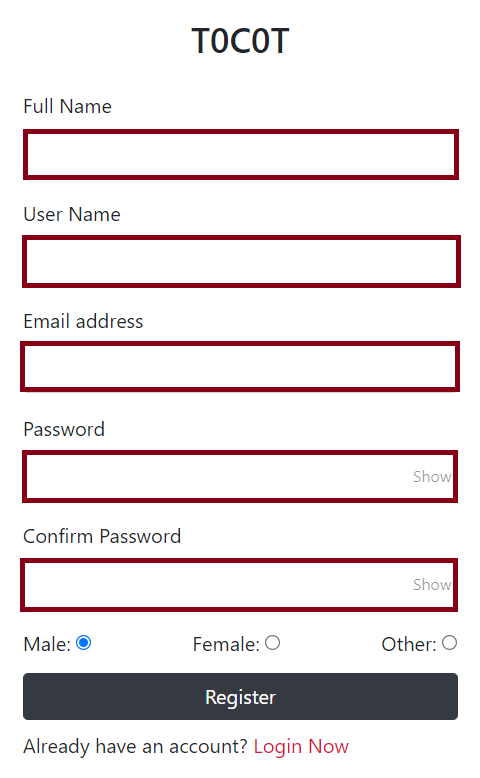 T0C0T
Full Name
User Name
Email address
Password
Show
Confirm Password
Show
Male: Female: Other:
Register
Already have an account? Login Now